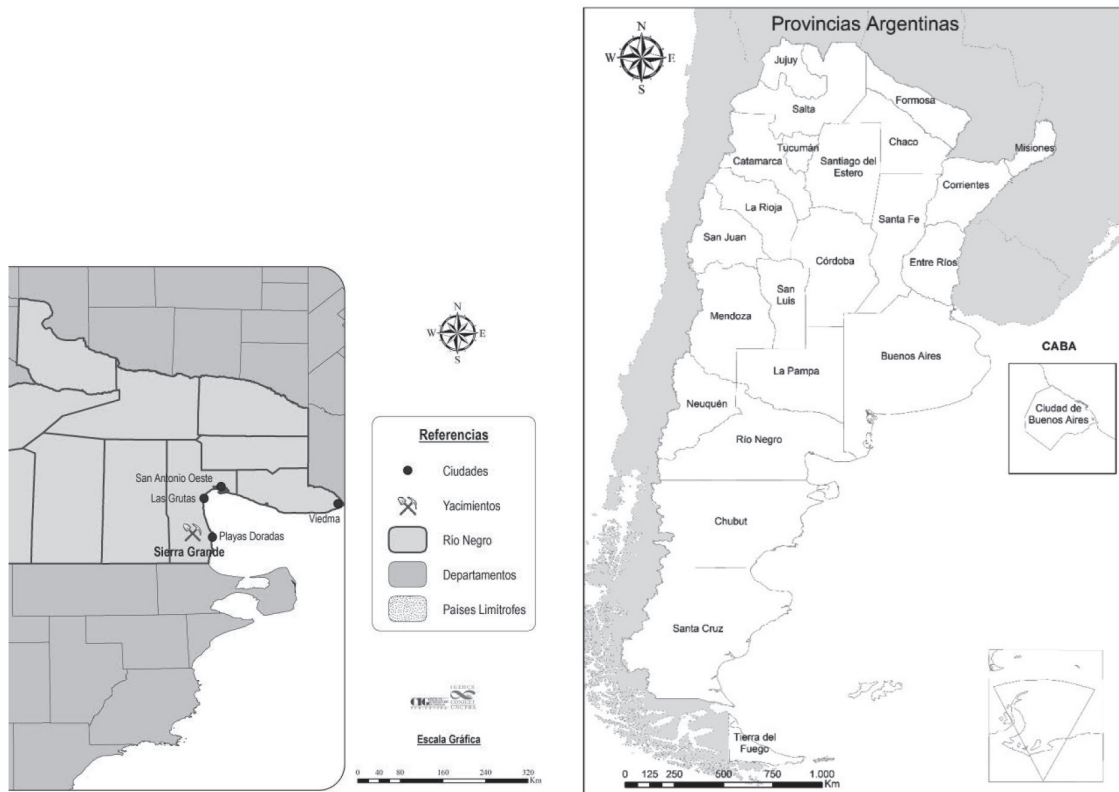 N
W E
S
San Antonio Oeste
Las Grutas
Viedma
Playas Doradas
Sierra Grande
Referencias
Ciudades
Yacimientos
Río Negro
Departamentos
Paises Limitrofes
CIG
CONICET
Escala Gráfica
0 40 80 160 240 320
Km
Provincias Argentinas
N
W E
S
Jujuy
Salta
Formosa
Chaco
Misiones
Tucumán
Catamarca
Santiago del
Estero
Corrientes
La Rioja
Santa Fe
San Juan
Córdoba
Entre Ríos
San
Luis
Mendoza
Buenos Aires
La Pampa
Neuquén
Río Negro
CABA
Ciudad de
Buenos Aires
Chubut
Santa Cruz
Tierra del
Fuego
0 125 250 500 750 1.000
Km